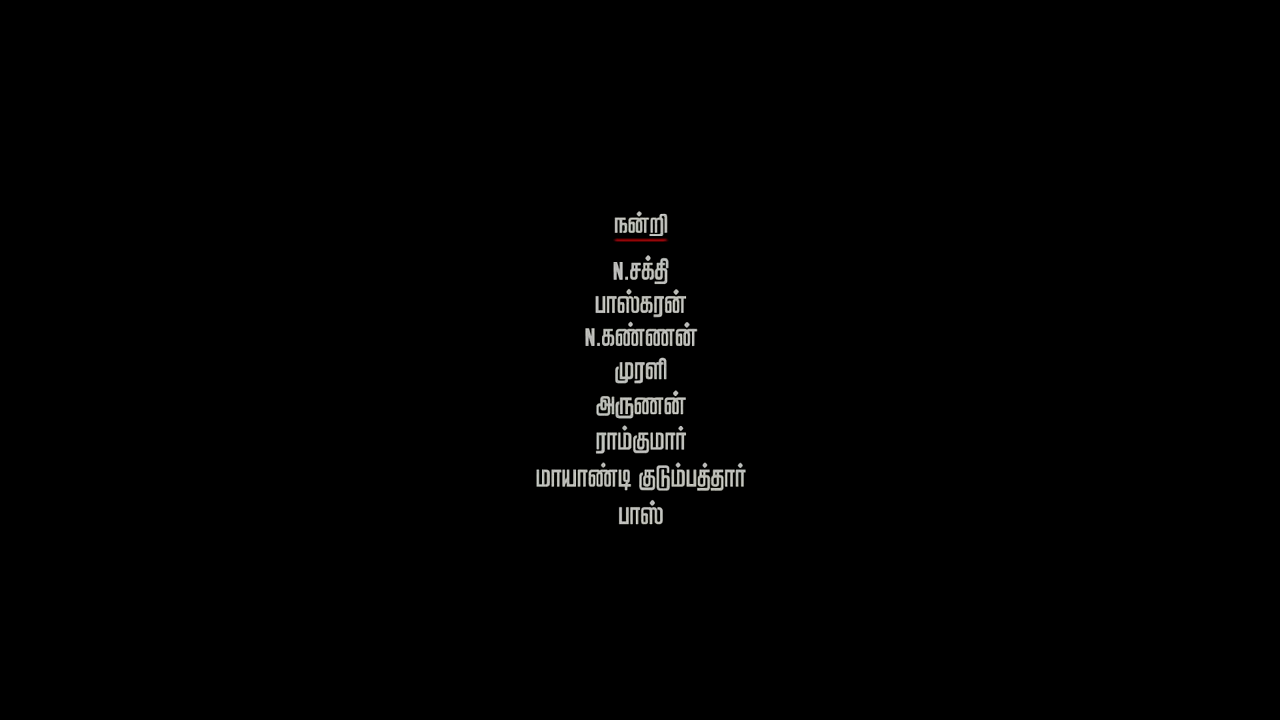 நன்றி
N.சக்தி
பாஸ்கரன்
N.கண்ணன்
முரளி
அருணன்
ராம்குமார்
மாயாண்டி குடும்பத்தார்
பாஸ்